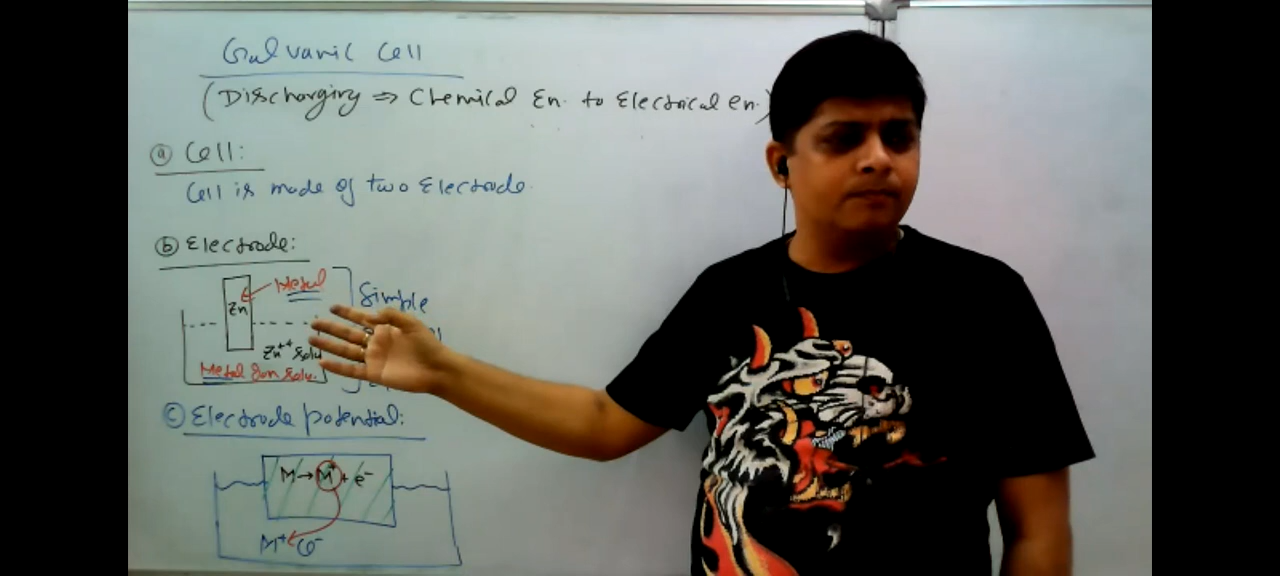 Galvanic Cell
(Discharging ⇒ Chemical En. to Electrical en.)
ⓐ Cell:
Cell is made of two Electrode.
ⓑ Electrode:
Metal
Zn
Simple
Zn++ solu
Metal Ion Solu.
ⓒ Electrode potential:
M → M+ + e-
M+ Cl-